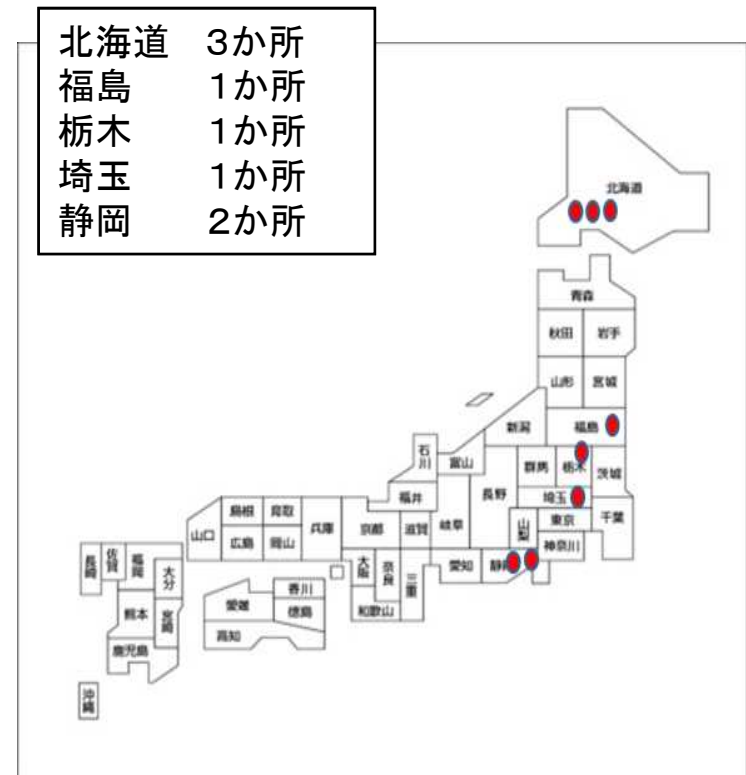 北海道　3か所
福島　　1か所
栃木　　1か所
埼玉　　1か所
静岡　　2か所
北海道
青森
秋田 岩手
山形 宮城
新潟 福島
石川 富山
群馬 栃木 茨城
長野
福井
埼玉
島根 鳥取 兵庫 京都 滋賀 岐阜
山梨
東京 千葉
山口
広島 岡山
神奈川
長崎 佐賀 福岡 大分
大阪 奈良 三重 愛知 静岡
香川
愛媛 徳島
和歌山
熊本 宮崎
高知
鹿児島
沖縄